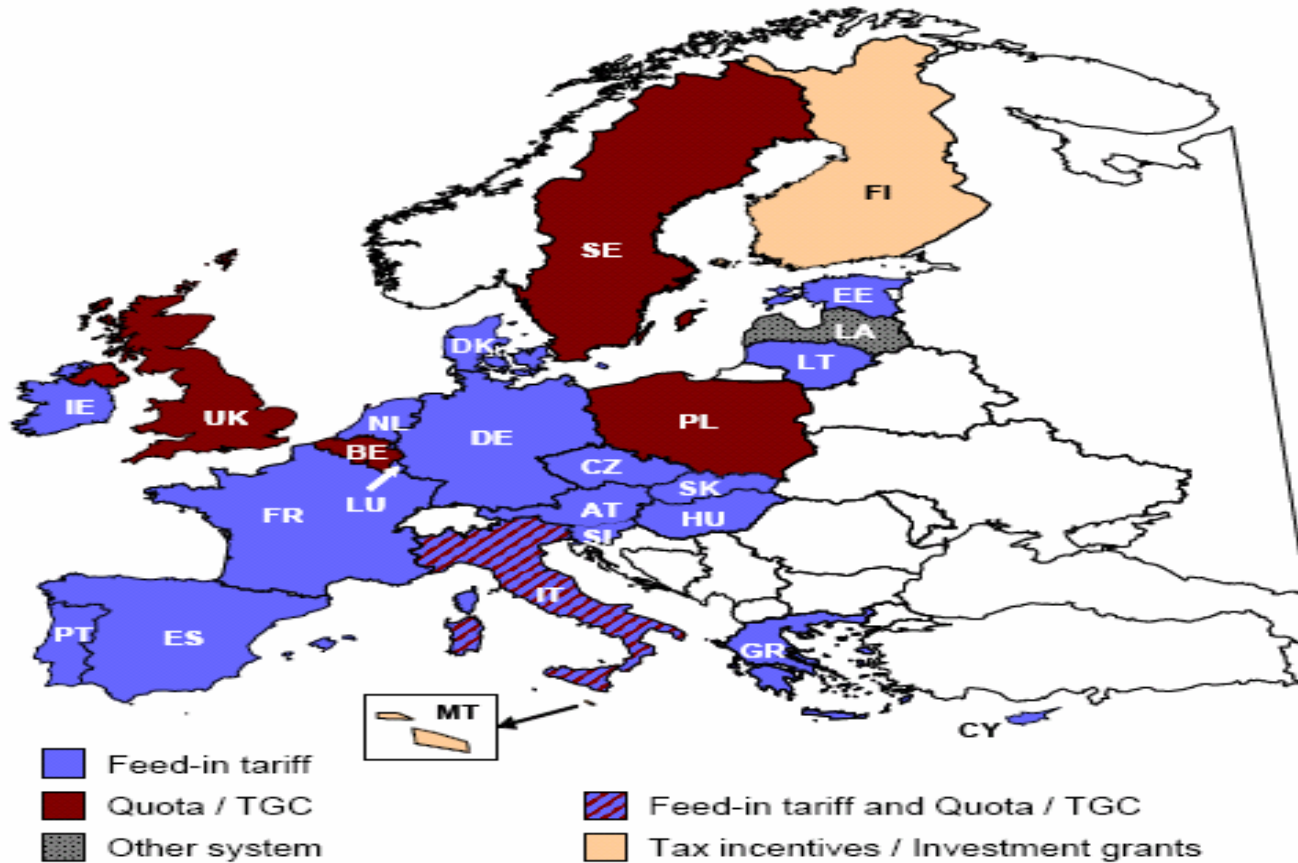 FI
SE
EE
LA
DK
LT
IE
UK
NL
PL
DE
BE
CZ
LU
SK
FR
AT
HU
SI
IT
PT
ES
GR
MT
CY
Feed-in tariff
Quota / TGC
Feed-in tariff and Quota / TGC
Other system
Tax incentives / Investment grants